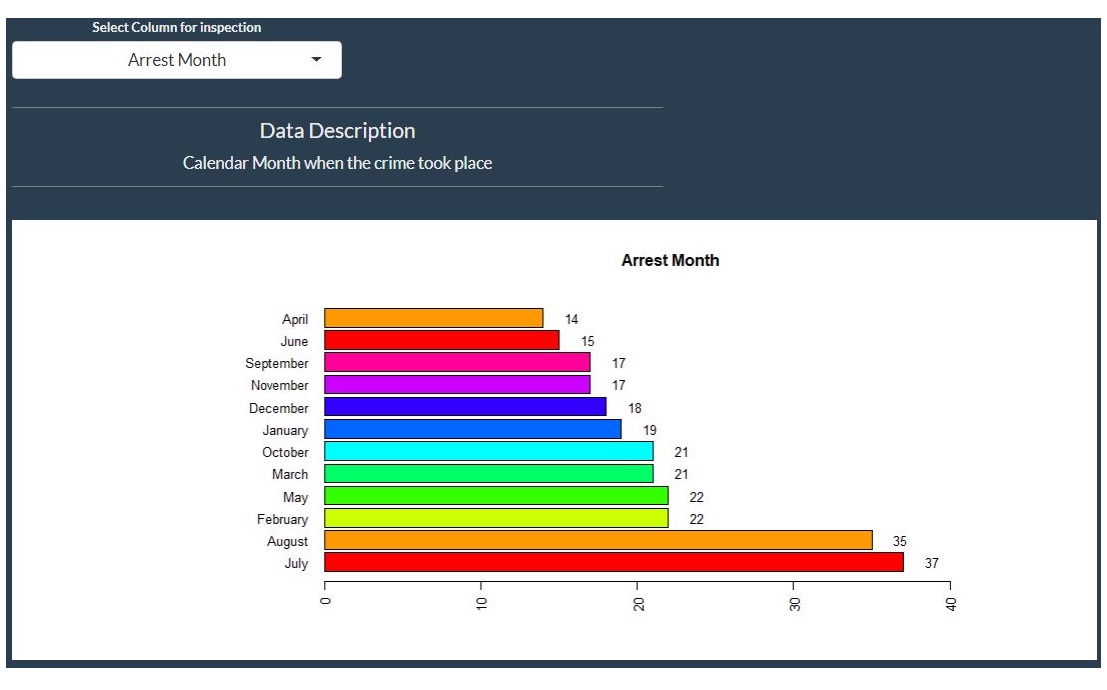 Select Column for inspection
Arrest Month
Data Description
Calendar Month when the crime took place
Arrest Month
April 14
June 15
September 17
November 17
December 18
January 19
October 21
March 21
May 22
February 22
August 35
July 37
0 10 20 30 40